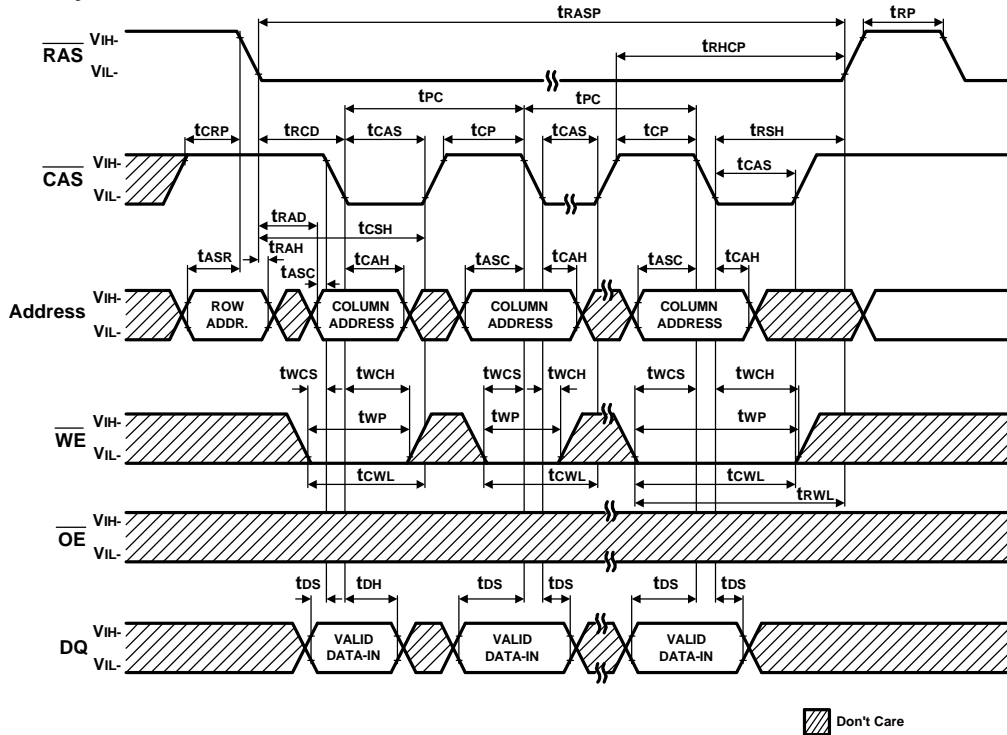 tRASP
tRP
RAS
VIH-
VIL-
tRHCP
tPC
tPC
tCRP
tRCD
tCAS
tCP
tCAS
tCP
tRSH
CAS
VIH-
VIL-
tCAS
tRAD
tCSH
tASR
tRAH
tASC
tCAH
tASC
tCAH
tASC
tCAH
Address
VIH-
VIL-
ROW
ADDR.
COLUMN
ADDRESS
COLUMN
ADDRESS
COLUMN
ADDRESS
tWCS
tWCH
tWCS
tWCH
tWCS
tWCH
WE
VIH-
VIL-
tWP
tWP
tWP
tCWL
tCWL
tCWL
tRWL
OE
VIH-
VIL-
tDS
tDH
tDS
tDS
tDS
tDS
DQ
VIH-
VIL-
VALID
DATA-IN
VALID
DATA-IN
VALID
DATA-IN
Don't Care